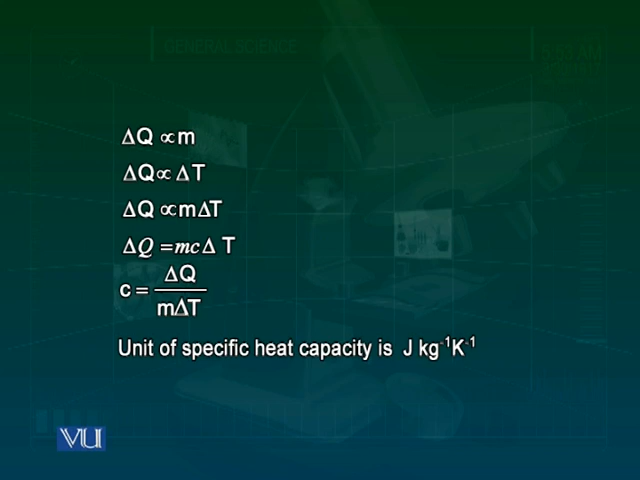 GENERAL SCIENCE
ΔQ ∝ m
ΔQ ∝ ΔT
ΔQ ∝ mΔT
ΔQ = mcΔ T
c = ΔQ / mΔT
Unit of specific heat capacity is J kg⁻¹K⁻¹
VU